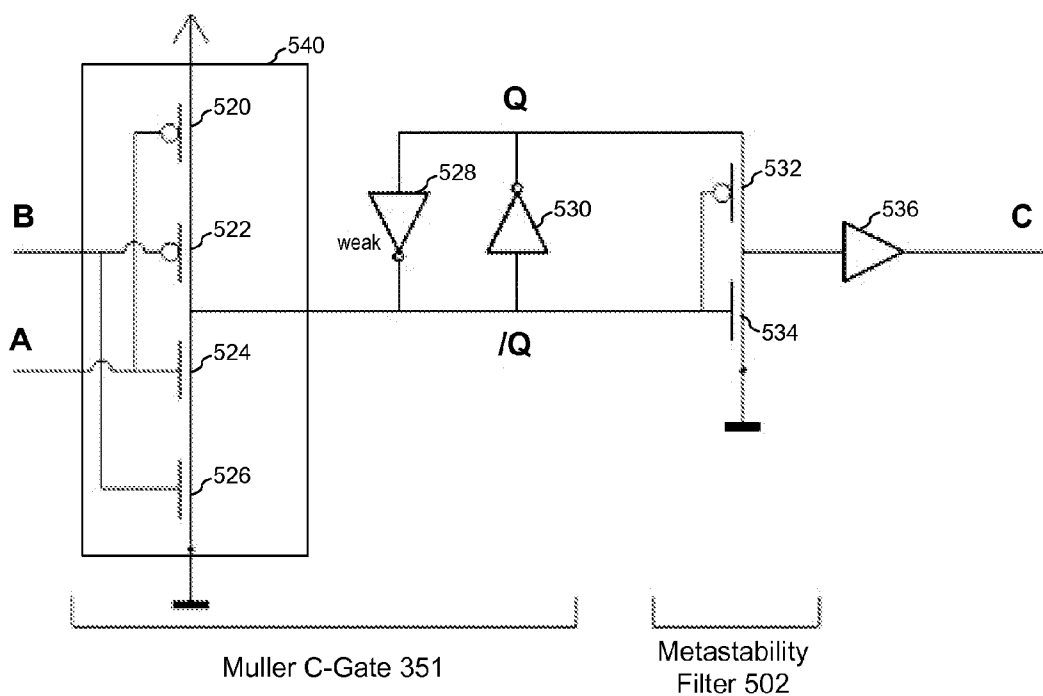 540
520
Q
528
532
B
522
weak
530
536
C
A
524
/Q
534
526
Muller C-Gate 351
Metastability
Filter 502